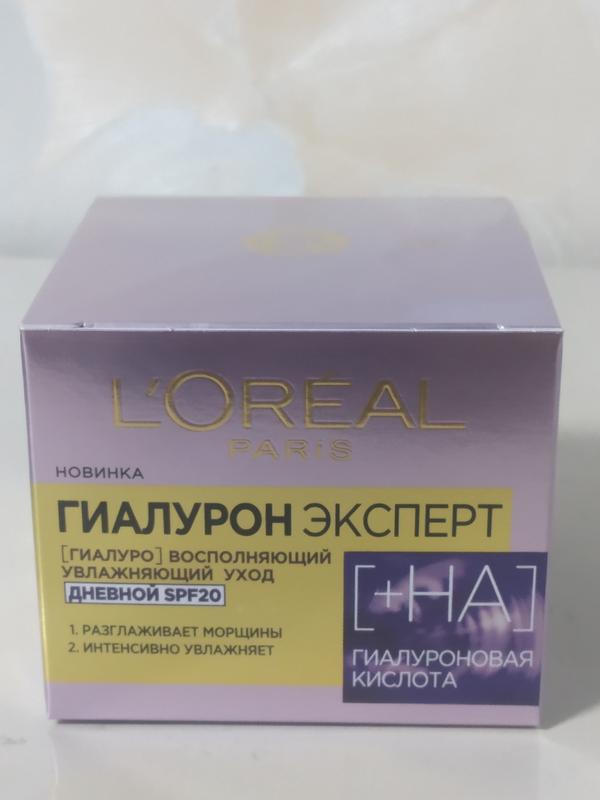 L'ORÉAL
PARIS
НОВИНКА
ГИАЛУРОН ЭКСПЕРТ
[ГИАЛУРО] ВОСПОЛНЯЮЩИЙ
УВЛАЖНЯЮЩИЙ УХОД
ДНЕВНОЙ SPF20
1. РАЗГЛАЖИВАЕТ МОРЩИНЫ
2. ИНТЕНСИВНО УВЛАЖНЯЕТ
[+HA]
ГИАЛУРОНОВАЯ
КИСЛОТА